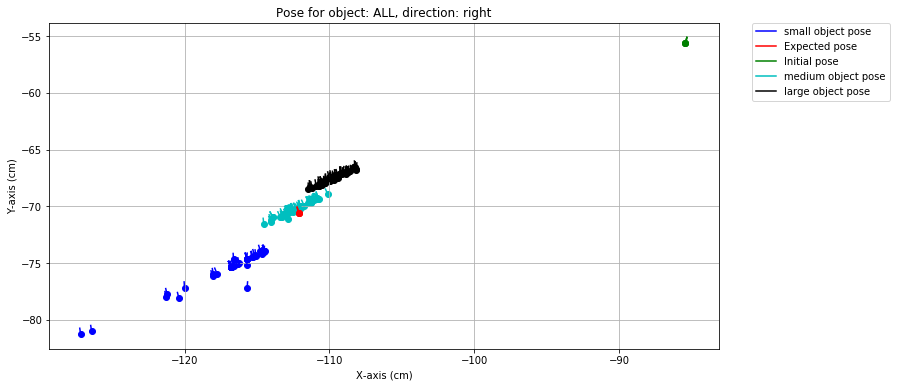 Pose for object: ALL, direction: right
−55
−60
−65
−70
−75
−80
Y-axis (cm)
−120
−110
−100
−90
X-axis (cm)
small object pose
Expected pose
Initial pose
medium object pose
large object pose